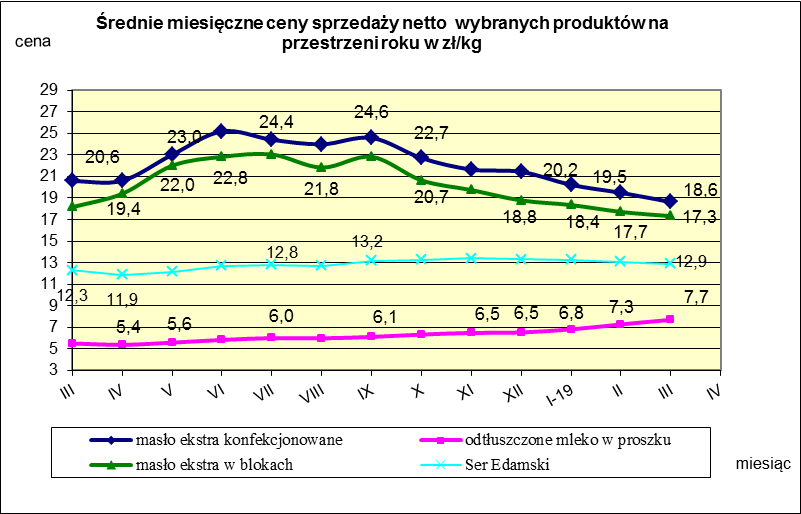 Średnie miesięczne ceny sprzedaży netto wybranych produktów na
przestrzeni roku w zł/kg
cena
29
27
25
23
21
19
17
15
13
11
9
7
5
3
20,6 23,0 24,4 24,6 22,7 20,2 19,5 18,6
19,4 22,0 22,8 21,8 20,7 18,8 18,4 17,7 17,3
12,3 11,9 12,8 13,2 12,9
5,4 5,6 6,0 6,1 6,5 6,5 6,8 7,3 7,7
III IV V VI VII VIII IX X XI XII I-19 II III IV
masło ekstra konfekcjonowane odtłuszczone mleko w proszku
masło ekstra w blokach Ser Edamski
miesiąc